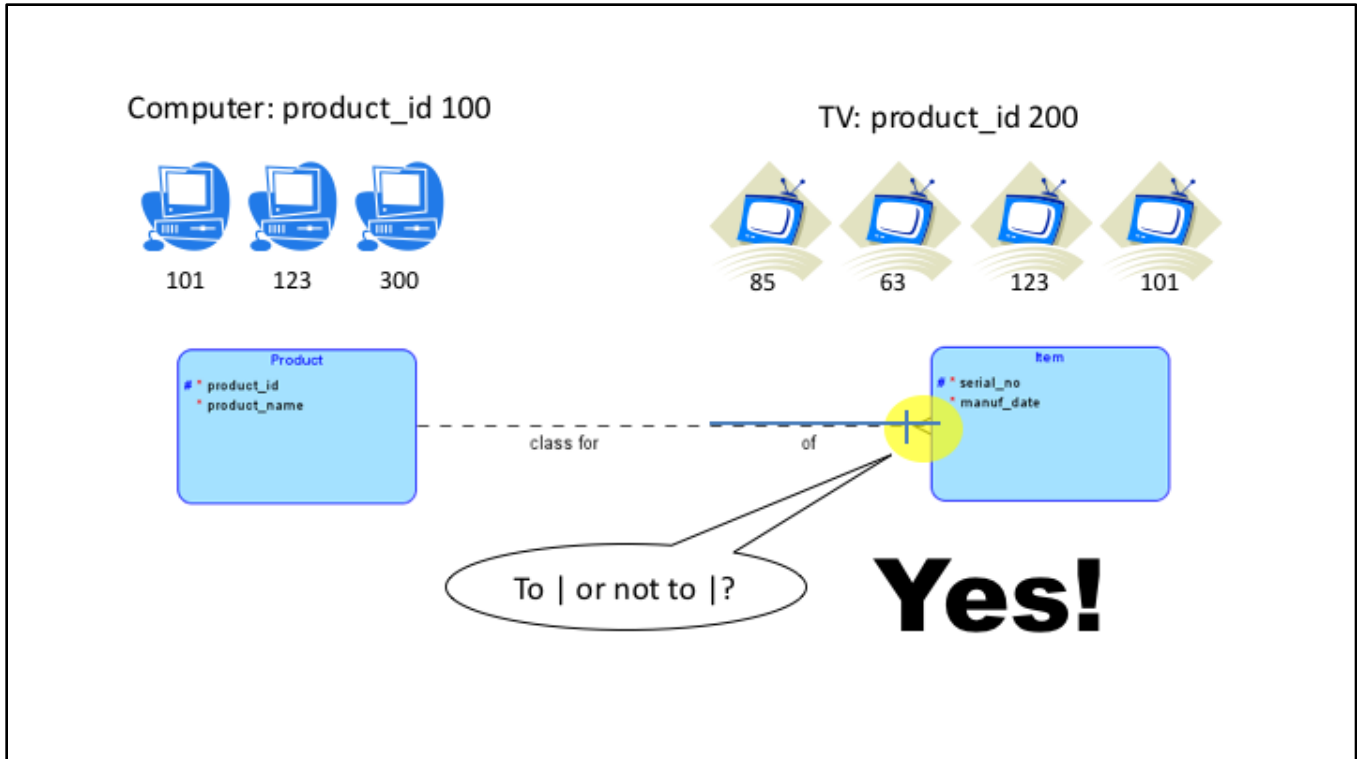 Computer: product_id 100
TV: product_id 200
101 123 300
85 63 123 101
Product
# * product_id
* product_name
class for
of
Item
# * serial_no
* manuf_date
To | or not to |?
Yes!